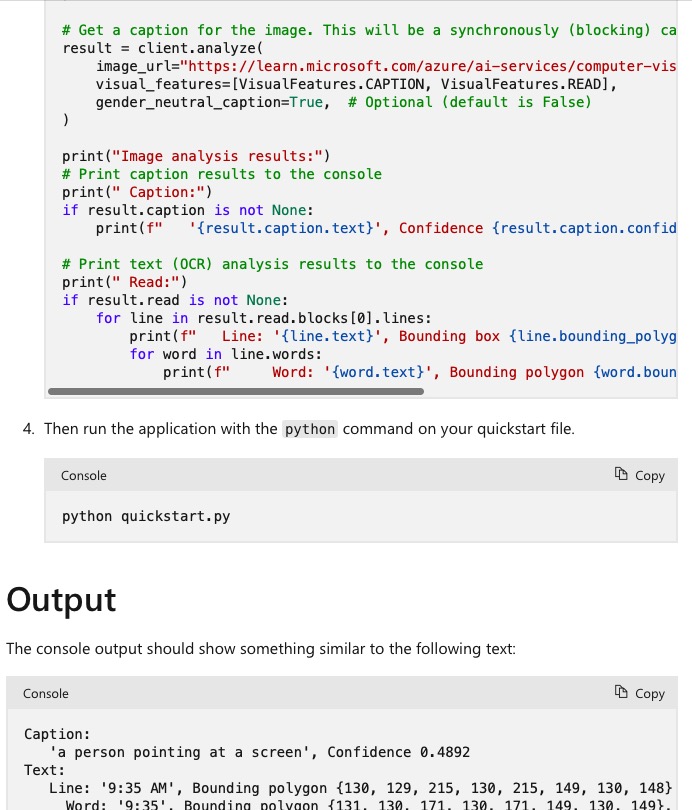 # Get a caption for the image. This will be a synchronously (blocking) ca
result = client.analyze(
    image_url="https://learn.microsoft.com/azure/ai-services/computer-vis
    visual_features=[VisualFeatures.CAPTION, VisualFeatures.READ],
    gender_neutral_caption=True,  # Optional (default is False)
)
print("Image analysis results:")
# Print caption results to the console
print(" Caption:")
if result.caption is not None:
    print(f"   '{result.caption.text}', Confidence {result.caption.confid
# Print text (OCR) analysis results to the console
print(" Read:")
if result.read is not None:
    for line in result.read.blocks[0].lines:
        print(f"   Line: '{line.text}', Bounding box {line.bounding_polyg
        for word in line.words:
            print(f"     Word: '{word.text}', Bounding polygon {word.boun
4. Then run the application with the python command on your quickstart file.
Console Copy
python quickstart.py
Output
The console output should show something similar to the following text:
Console Copy
Caption:
   'a person pointing at a screen', Confidence 0.4892
Text:
   Line: '9:35 AM', Bounding polygon {130, 129, 215, 130, 215, 149, 130, 148}
     Word: '9:35', Bounding polygon {131, 130, 171, 130, 171, 149, 130, 149},